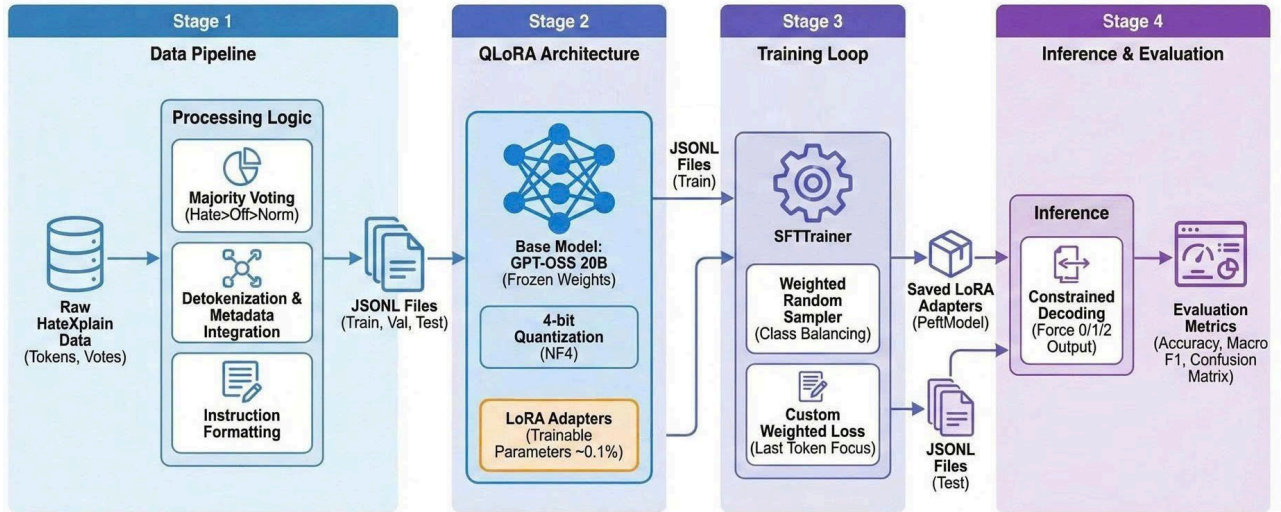 Stage 1
Data Pipeline
Raw
HateXplain
Data
(Tokens, Votes)
Processing Logic
Majority Voting
(Hate>Off>Norm)
Detokenization &
Metadata
Integration
Instruction
Formatting
JSONL Files
(Train, Val, Test)
Stage 2
QLoRA Architecture
Base Model:
GPT-OSS 20B
(Frozen Weights)
4-bit
Quantization
(NF4)
LoRA Adapters
(Trainable
Parameters ~0.1%)
JSONL
Files
(Train)
Stage 3
Training Loop
SFTTrainer
Weighted
Random
Sampler
(Class Balancing)
Custom
Weighted Loss
(Last Token Focus)
Saved LoRA
Adapters
(PeftModel)
JSONL
Files
(Test)
Stage 4
Inference & Evaluation
Inference
Constrained
Decoding
(Force 0/1/2
Output)
Evaluation
Metrics
(Accuracy, Macro
F1, Confusion
Matrix)